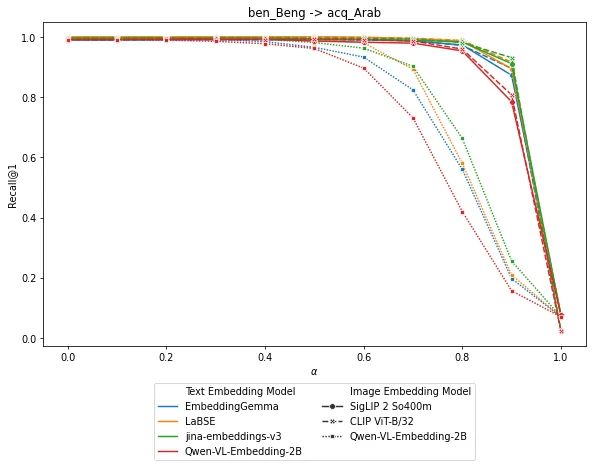 ben_Beng -> acq_Arab
Recall@1
1.0
0.8
0.6
0.4
0.2
0.0
0.0 0.2 0.4 0.6 0.8 1.0
α
Text Embedding Model
EmbeddingGemma
LaBSE
jina-embeddings-v3
Qwen-VL-Embedding-2B
Image Embedding Model
SigLIP 2 So400m
CLIP ViT-B/32
Qwen-VL-Embedding-2B